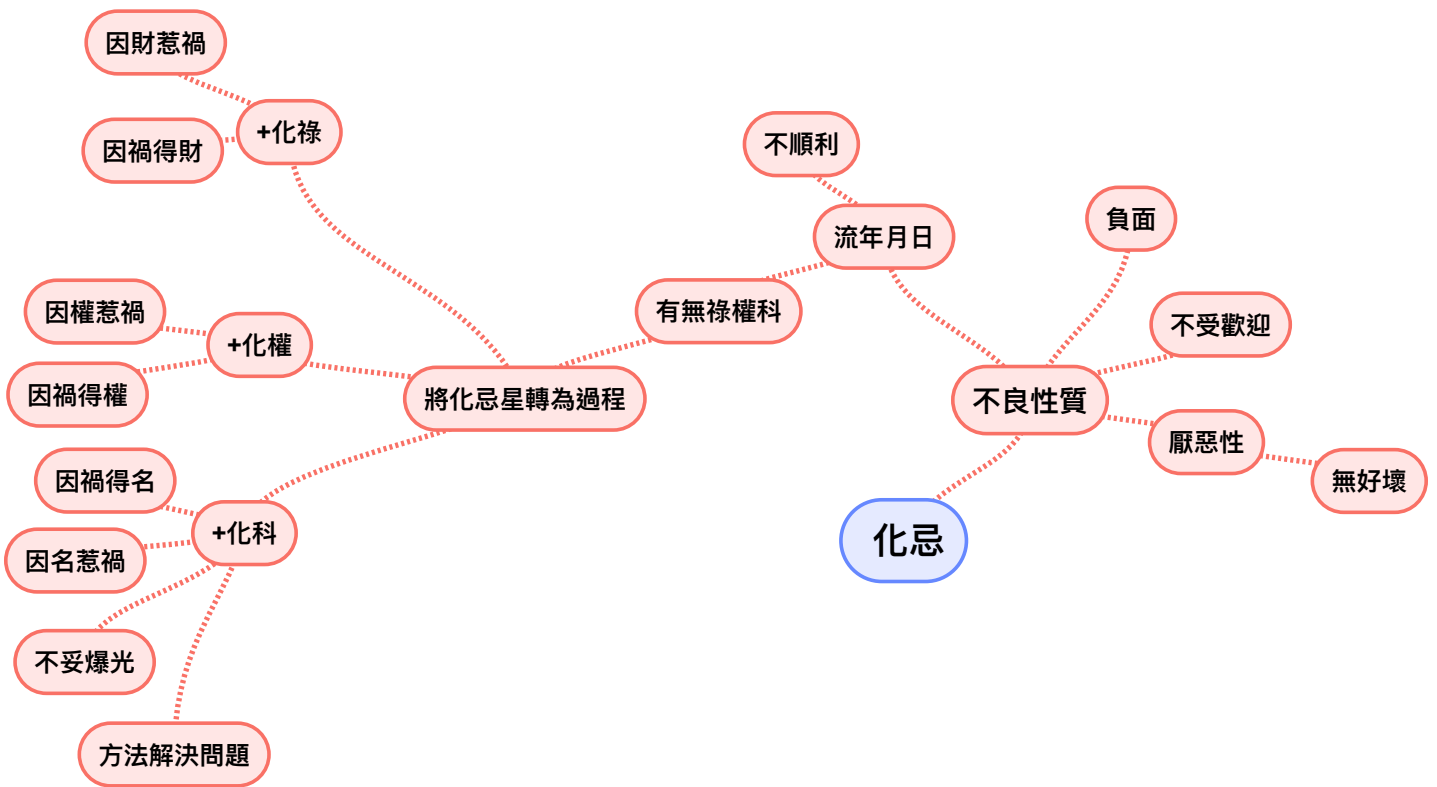 因財惹禍
+化祿
因禍得財
不順利
負面
流年月日
因權惹禍
有無祿權科
不受歡迎
+化權
因禍得權
將化忌星轉為過程
不良性質
厭惡性
因禍得名
無好壞
+化科
化忌
因名惹禍
不妥爆光
方法解決問題